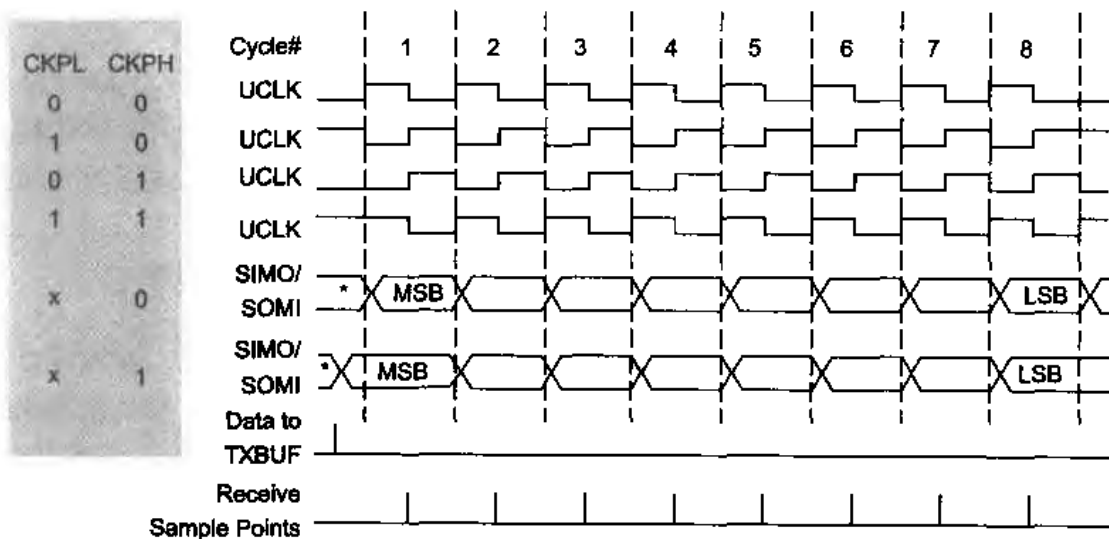 Cycle# 1 2 3 4 5 6 7 8
CKPL CKPH
0 0 UCLK
1 0 UCLK
0 1 UCLK
1 1 UCLK
x 0 SIMO/
SOMI * MSB LSB
x 1 SIMO/
SOMI * MSB LSB
Data to
TXBUF
Receive
Sample Points